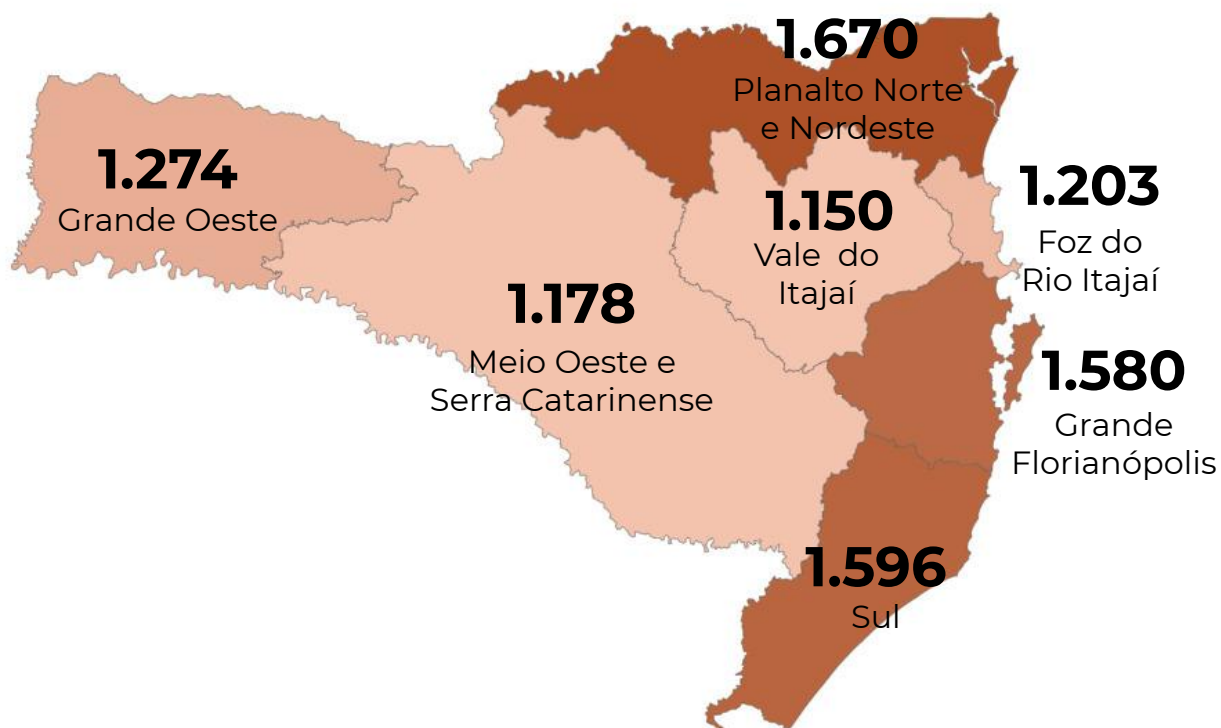 1.670
Planalto Norte
e Nordeste
1.274
Grande Oeste
1.150
Vale do
Itajaí
1.203
Foz do
Rio Itajaí
1.178
Meio Oeste e
Serra Catarinense
1.580
Grande
Florianópolis
1.596
Sul